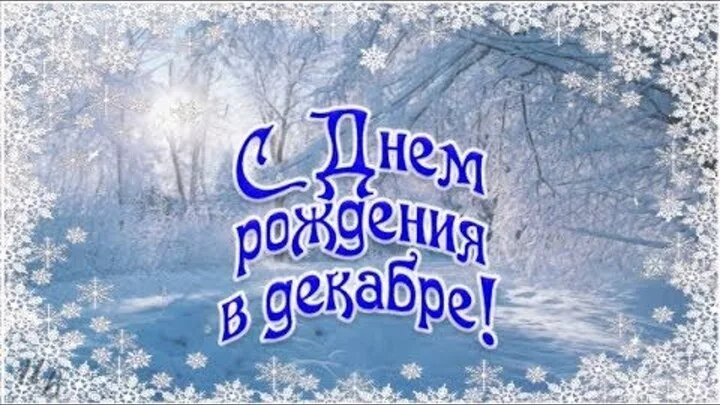 С Днем
рождения
в декабре!